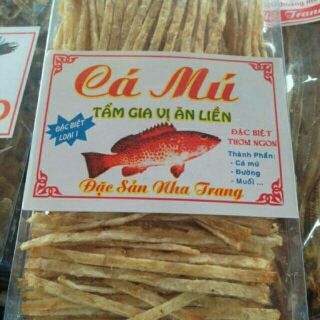 Cá Mú
TẨM GIA VỊ ĂN LIỀN
ĐẶC BIỆT
LOẠI 1
ĐẶC BIỆT
THƠM NGON
Thành Phần:
- Cá mú
- Đường
- Muối ...
Đặc Sản Nha Trang